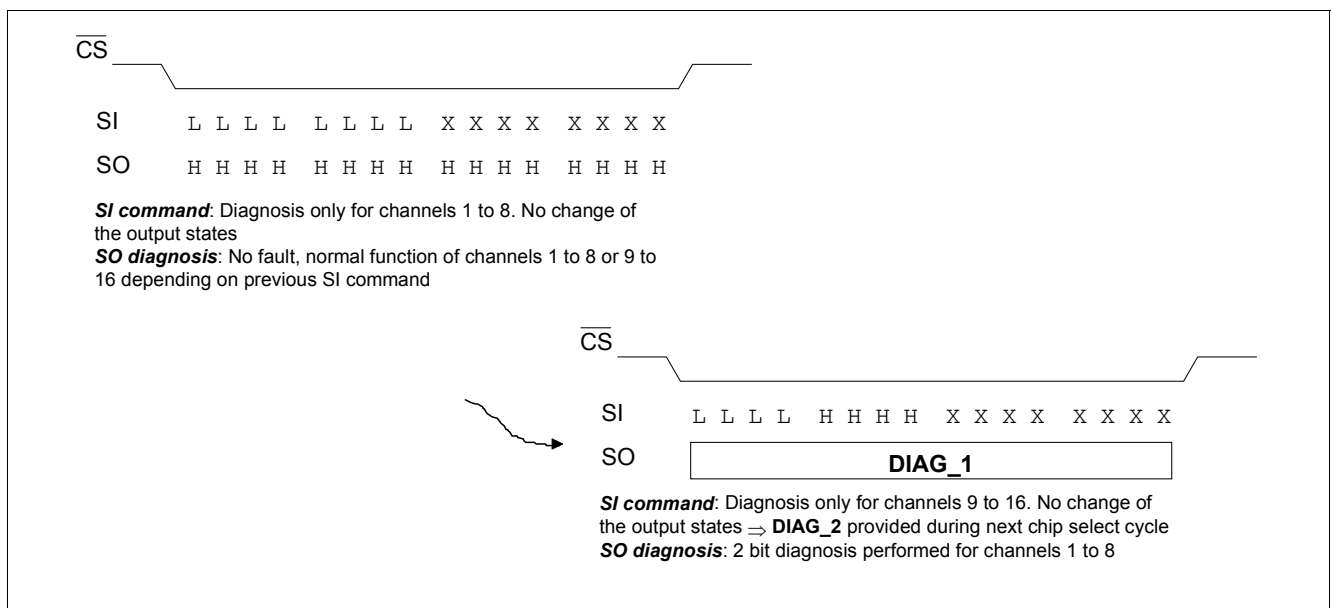 CS
SI L L L L L L L L X X X X X X X X
SO H H H H H H H H H H H H H H H H
SI command: Diagnosis only for channels 1 to 8. No change of
the output states
SO diagnosis: No fault, normal function of channels 1 to 8 or 9 to
16 depending on previous SI command
CS
SI L L L L H H H H X X X X X X X X
SO DIAG_1
SI command: Diagnosis only for channels 9 to 16. No change of
the output states ⇒ DIAG_2 provided during next chip select cycle
SO diagnosis: 2 bit diagnosis performed for channels 1 to 8